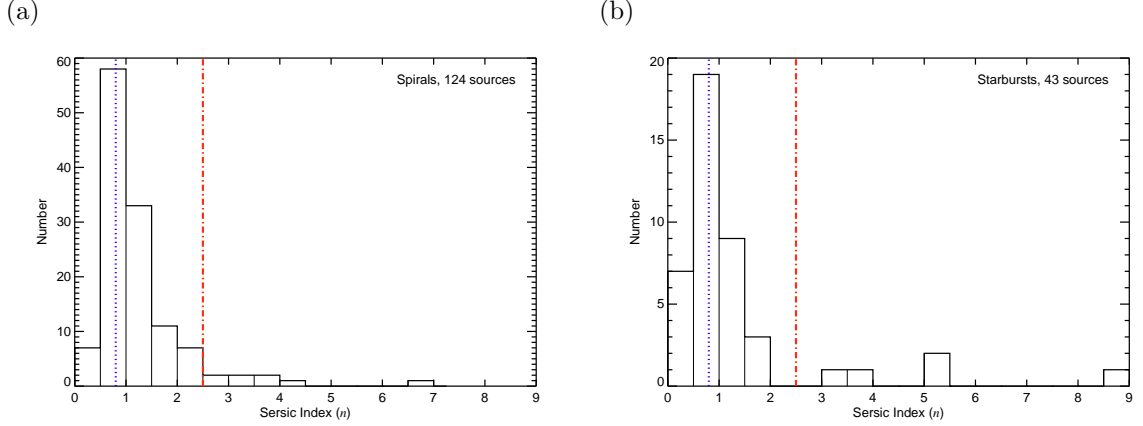 (a)
(b)
60
50
40
30
20
10
0
Number
Spirals, 124 sources
0 1 2 3 4 5 6 7 8 9
Sersic Index (n)
20
15
10
5
0
Number
Starbursts, 43 sources
0 1 2 3 4 5 6 7 8 9
Sersic Index (n)